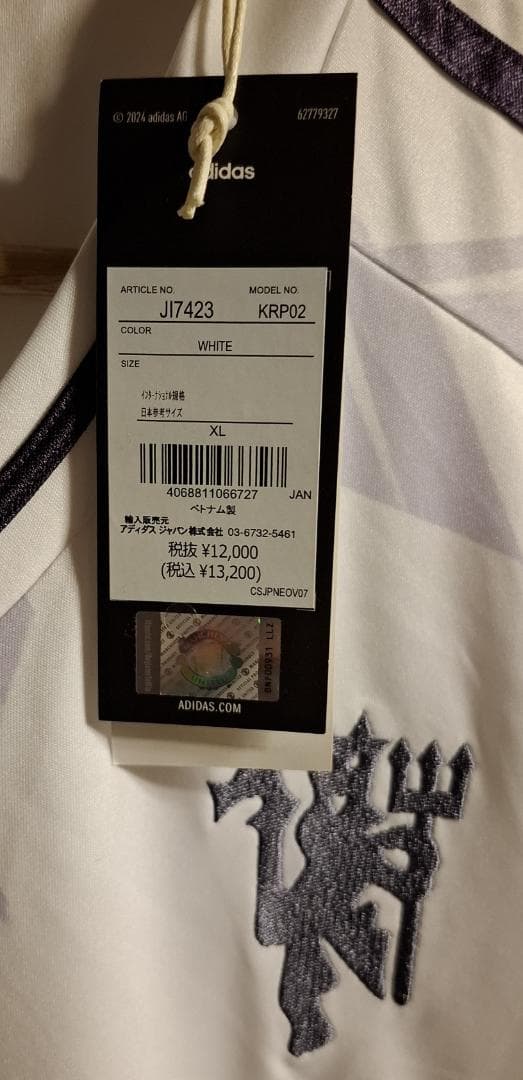 © 2024 adidas AG
62779327
adidas
ARTICLE NO.
MODEL NO.
JI7423
KRP02
COLOR
WHITE
SIZE
インターナショナル規格
日本参考サイズ
XL
4068811066727
JAN
ベトナム製
輸入販売元
アディダス ジャパン株式会社 03-6732-5461
税抜 ¥12,000
(税込 ¥13,200)
CSJPNEOV07
ADIDAS.COM